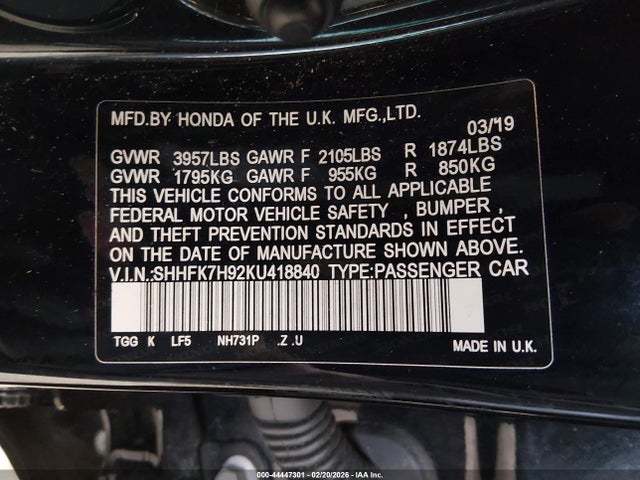 MFD.BY HONDA OF THE U.K. MFG.,LTD.
03/'19
GVWR 3957LBS GAWR F 2105LBS R 1874LBS
GVWR 1795KG GAWR F 955KG R 850KG
THIS VEHICLE CONFORMS TO ALL APPLICABLE
FEDERAL MOTOR VEHICLE SAFETY , BUMPER ,
AND THEFT PREVENTION STANDARDS IN EFFECT
ON THE DATE OF MANUFACTURE SHOWN ABOVE.
V.I.N.:SHHFK7H92KU418840 TYPE:PASSENGER CAR
TGG K LF5 NH731P .Z .U
MADE IN U.K.
000-44447301 - 02/20/2026 - IAA Inc.